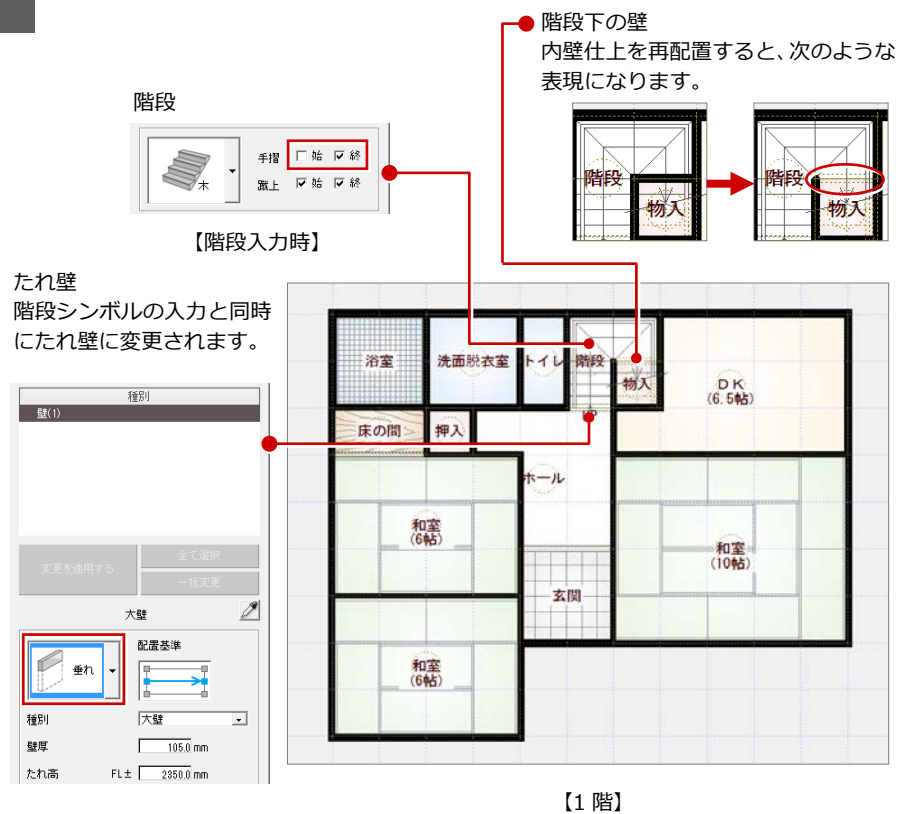 階段下の壁
内壁仕上を再配置すると、次のような
表現になります。
階段
物入
階段
物入
階段
木
手摺 始 終
蹴上 始 終
【階段入力時】
たれ壁
階段シンボルの入力と同時
にたれ壁に変更されます。
種別
壁(1)
変更を適用する
全て選択
一括変更
大壁
垂れ
配置基準
種別 大壁
壁厚 105.0 mm
たれ高 FL± 2350.0 mm
浴室
洗面脱衣室
トイレ
階段
物入
DK
(6.5帖)
UP
床の間
押入
ホール
和室
(6帖)
和室
(10帖)
玄関
和室
(6帖)
【1 階】